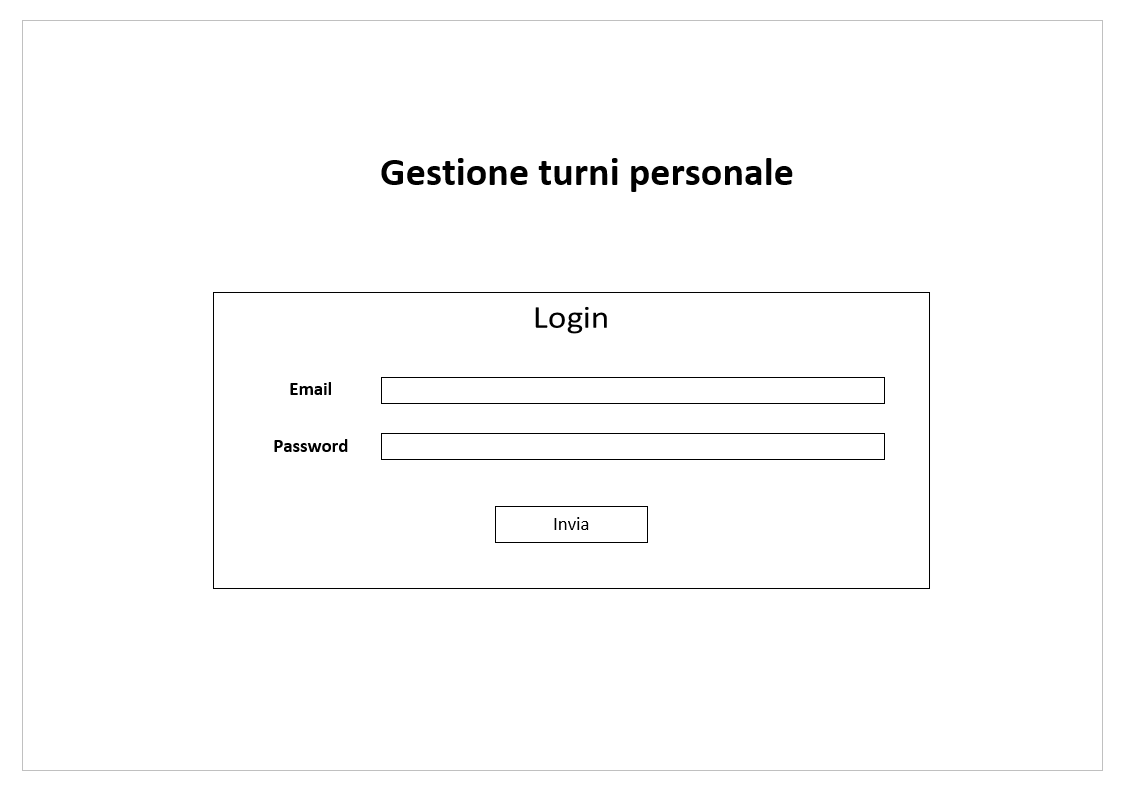 Gestione turni personale
Login
Email
Password
Invia